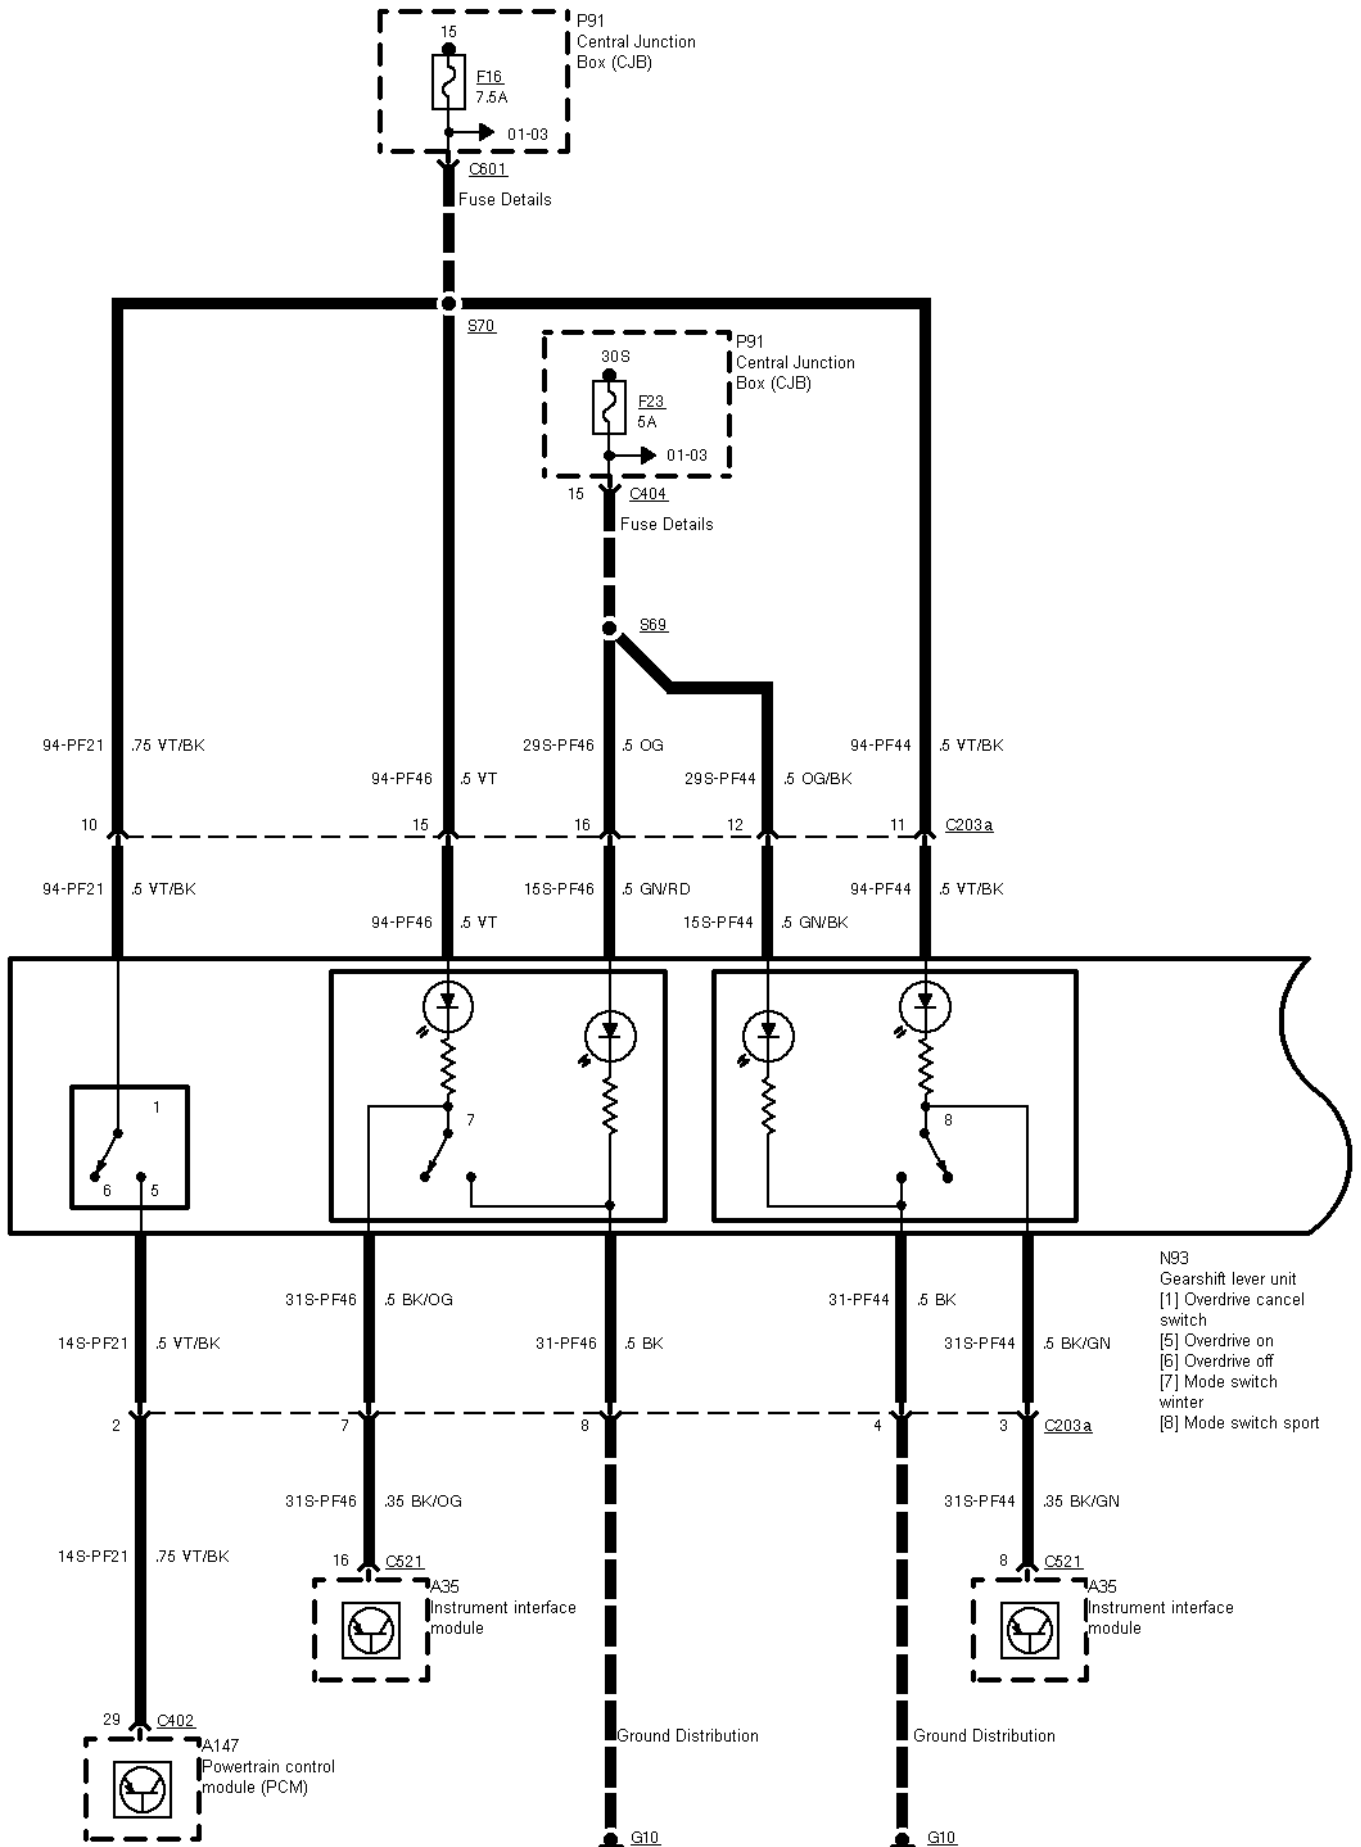 P91
Central Junction
Box (CJB)
15
F16
7.5A
01-03
C601
Fuse Details
S70
P91
Central Junction
Box (CJB)
30S
F23
5A
01-03
15 C404
Fuse Details
S69
94-PF21 .75 VT/BK
29S-PF46 .5 OG
94-PF44 .5 VT/BK
94-PF46 .5 VT
29S-PF44 .5 OG/BK
10 15 16 12 11 C203a
94-PF21 .5 VT/BK
15S-PF46 .5 GN/RD
94-PF44 .5 VT/BK
94-PF46 .5 VT
15S-PF44 .5 GN/BK
1
7
8
6 5
N93
Gearshift lever unit
[1] Overdrive cancel
switch
[5] Overdrive on
[6] Overdrive off
[7] Mode switch
winter
[8] Mode switch sport
31S-PF46 .5 BK/OG
31-PF44 .5 BK
14S-PF21 .5 VT/BK
31-PF46 .5 BK
31S-PF44 .5 BK/GN
2 7 8 4 3 C203a
31S-PF46 .35 BK/OG
31S-PF44 .35 BK/GN
14S-PF21 .75 VT/BK
16 C521
8 C521
A35
Instrument interface
module
A35
Instrument interface
module
29 C402
A147
Powertrain control
module (PCM)
Ground Distribution
Ground Distribution
G10
G10